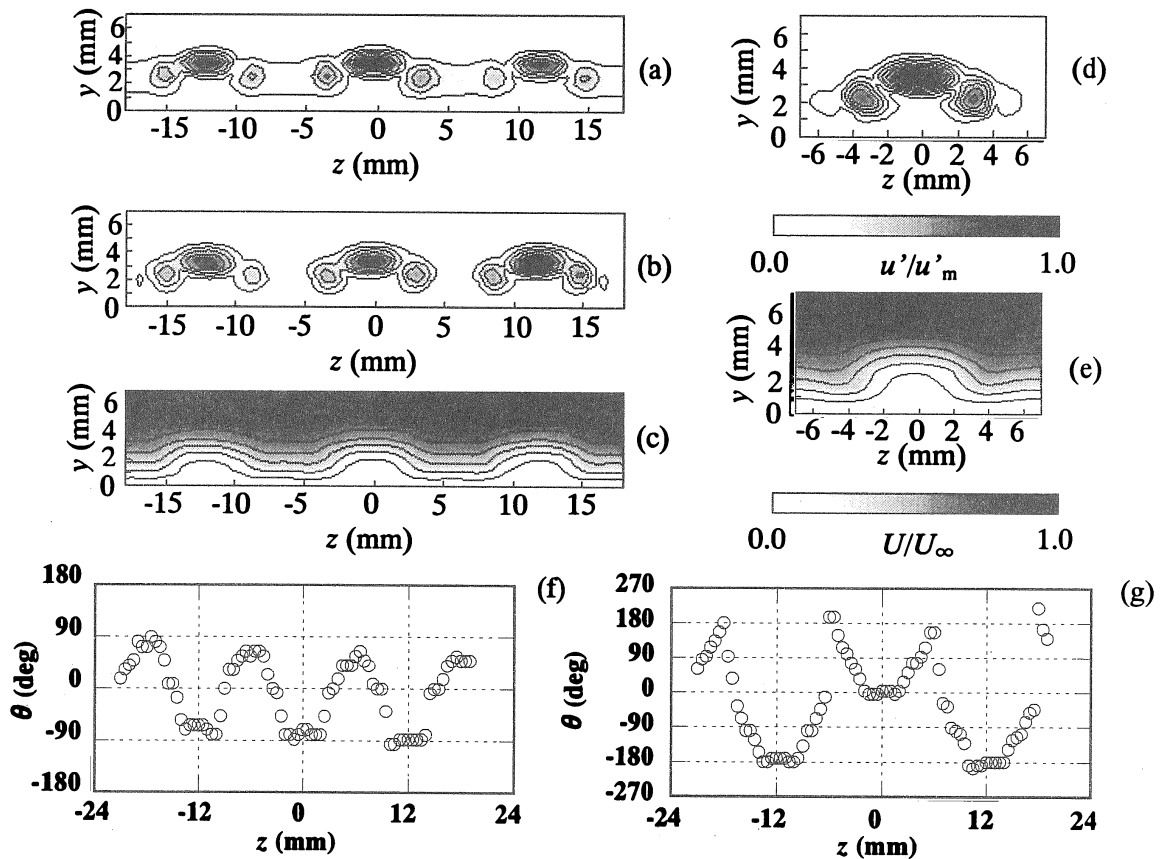 6
4
2
0
y (mm)
-15 -10 -5 0 5 10 15
z (mm)
(a)
6
4
2
0
y (mm)
-15 -10 -5 0 5 10 15
z (mm)
(b)
6
4
2
0
y (mm)
-15 -10 -5 0 5 10 15
z (mm)
(c)
6
4
2
0
y (mm)
-6 -4 -2 0 2 4 6
z (mm)
(d)
0.0 u'/u'm 1.0
6
4
2
0
y (mm)
-6 -4 -2 0 2 4 6
z (mm)
(e)
0.0 U/U∞ 1.0
180
90
0
-90
-180
θ (deg)
-24 -12 0 12 24
z (mm)
(f)
270
180
90
0
-90
-180
-270
θ (deg)
-24 -12 0 12 24
z (mm)
(g)